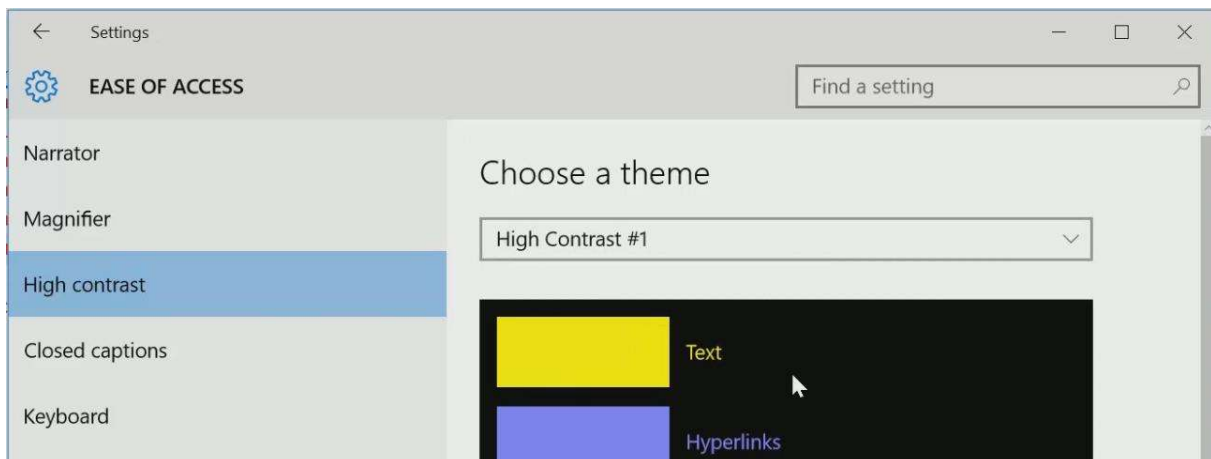 Settings
EASE OF ACCESS
Find a setting
Narrator
Magnifier
High contrast
Closed captions
Keyboard
Choose a theme
High Contrast #1
Text
Hyperlinks